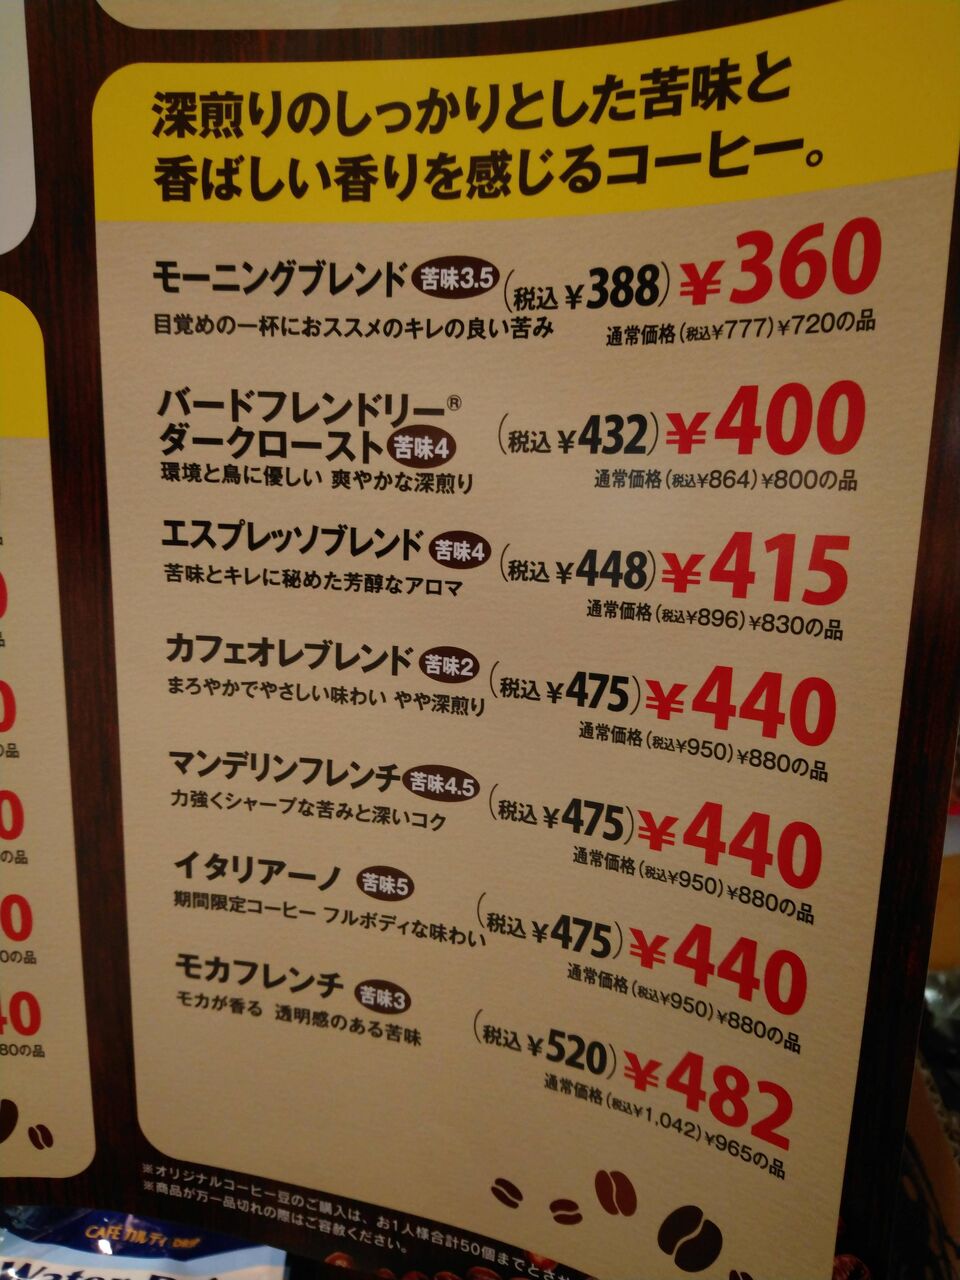 深煎りのしっかりとした苦味と
香ばしい香りを感じるコーヒー。
モーニングブレンド 苦味3.5 (税込¥388) ¥360
目覚めの一杯におススメのキレの良い苦み 通常価格(税込¥777)¥720の品
バードフレンドリー®
ダークロースト 苦味4 (税込¥432) ¥400
環境と鳥に優しい 爽やかな深煎り 通常価格(税込¥864)¥800の品
エスプレッソブレンド 苦味4 (税込¥448) ¥415
苦味とキレに秘めた芳醇なアロマ 通常価格(税込¥896)¥830の品
カフェオレブレンド 苦味2 (税込¥475) ¥440
まろやかでやさしい味わい やや深煎り 通常価格(税込¥950)¥880の品
マンデリンフレンチ 苦味4.5 (税込¥475) ¥440
力強くシャープな苦みと深いコク 通常価格(税込¥950)¥880の品
イタリアーノ 苦味5 (税込¥475) ¥440
期間限定コーヒー フルボディな味わい 通常価格(税込¥950)¥880の品
モカフレンチ 苦味3 (税込¥520) ¥482
モカが香る 透明感のある苦味 通常価格(税込¥1,042)¥965の品
※オリジナルコーヒー豆のご購入は、お1人様合計50個までとさ
※商品が万一品切れの際はご容赦ください。
CAFÉ カルディ
Water